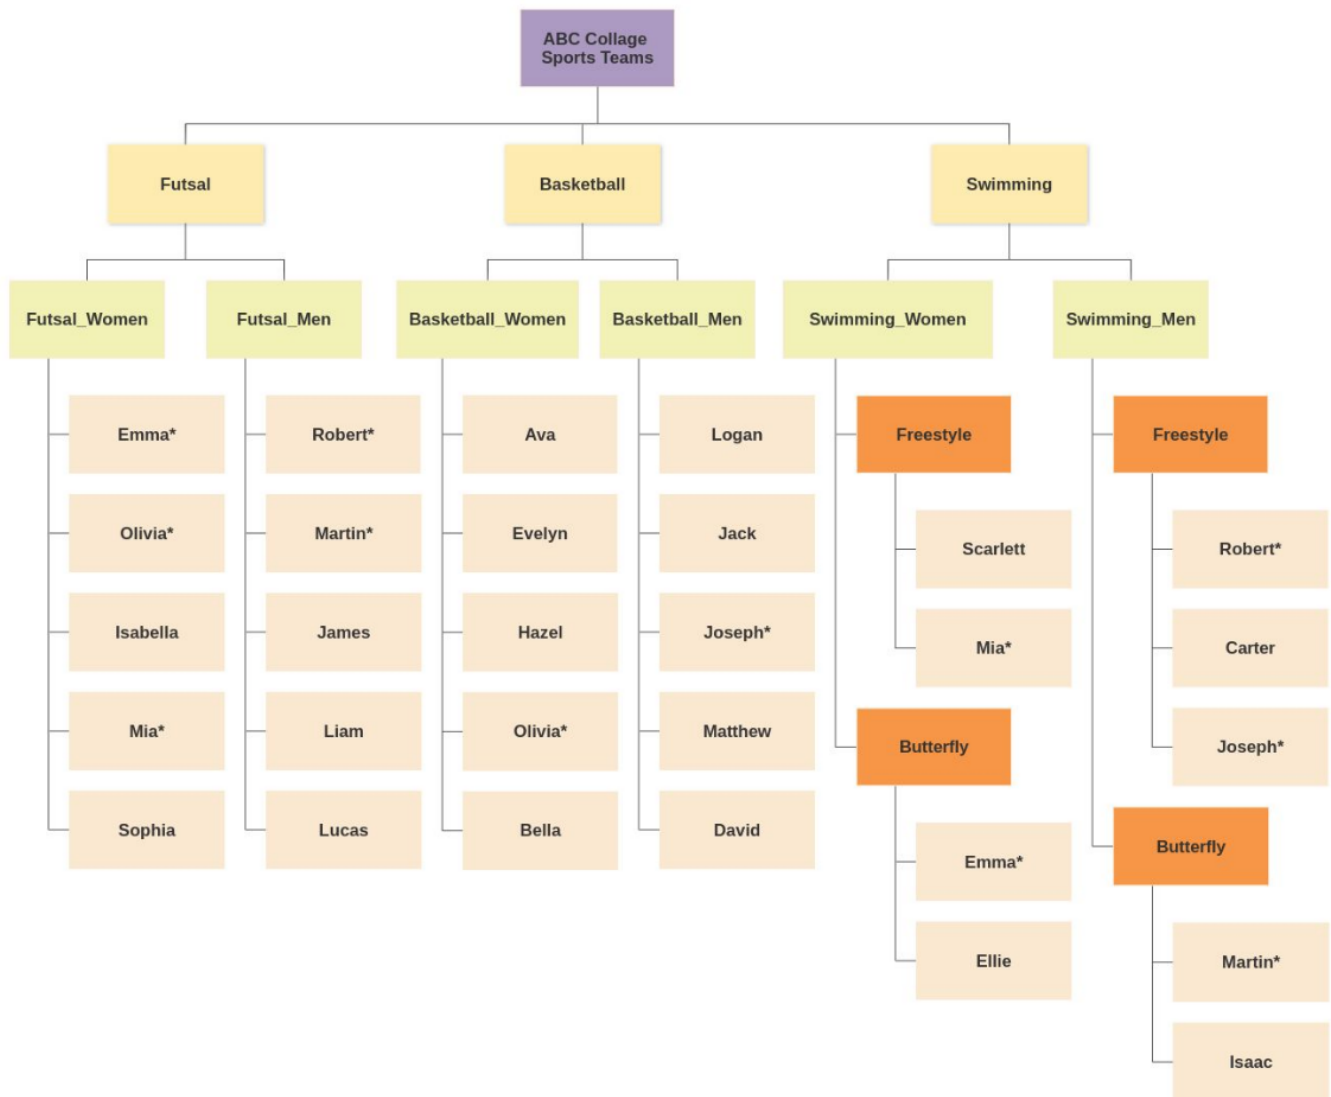 ABC Collage
Sports Teams
Futsal
Basketball
Swimming
Futsal_Women
Futsal_Men
Basketball_Women
Basketball_Men
Swimming_Women
Swimming_Men
Emma*
Olivia*
Isabella
Mia*
Sophia
Robert*
Martin*
James
Liam
Lucas
Ava
Evelyn
Hazel
Olivia*
Bella
Logan
Jack
Joseph*
Matthew
David
Freestyle
Scarlett
Mia*
Butterfly
Emma*
Ellie
Freestyle
Robert*
Carter
Joseph*
Butterfly
Martin*
Isaac